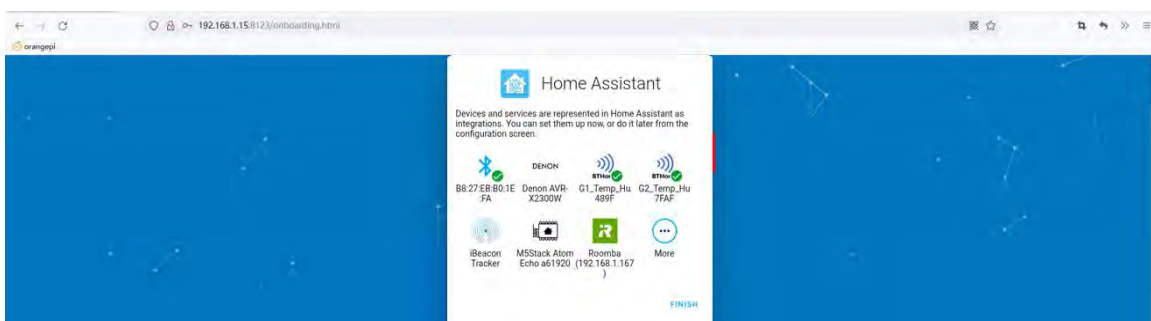 192.168.1.15:8123/onboarding.html
orangepi
Home Assistant
Devices and services are represented in Home Assistant as
integrations. You can set them up now, or do it later from the
configuration screen.
DENON
BTHome
BTHome
B8:27:EB:B0:1E
:FA
Denon AVR-
X2300W
G1_Temp_Hu
489F
G2_Temp_Hu
7FAF
iBeacon
Tracker
M5Stack Atom
Echo a61920
Roomba
(192.168.1.167
)
More
FINISH